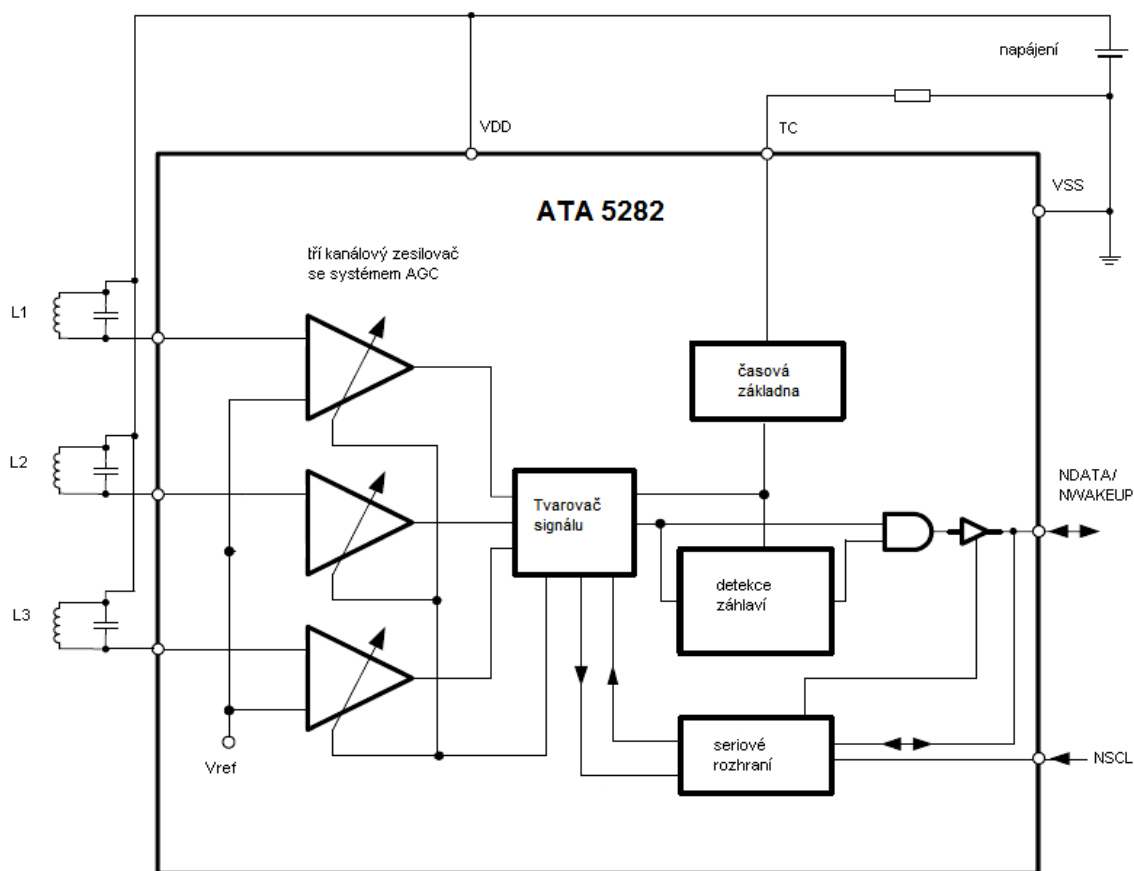 napájení
VDD
TC
VSS
ATA 5282
tří kanálový zesilovač
se systémem AGC
L1
časová
základna
L2
Tvarovač
signálu
NDATA/
NWAKEUP
detekce
záhlaví
L3
seriové
rozhraní
Vref
NSCL